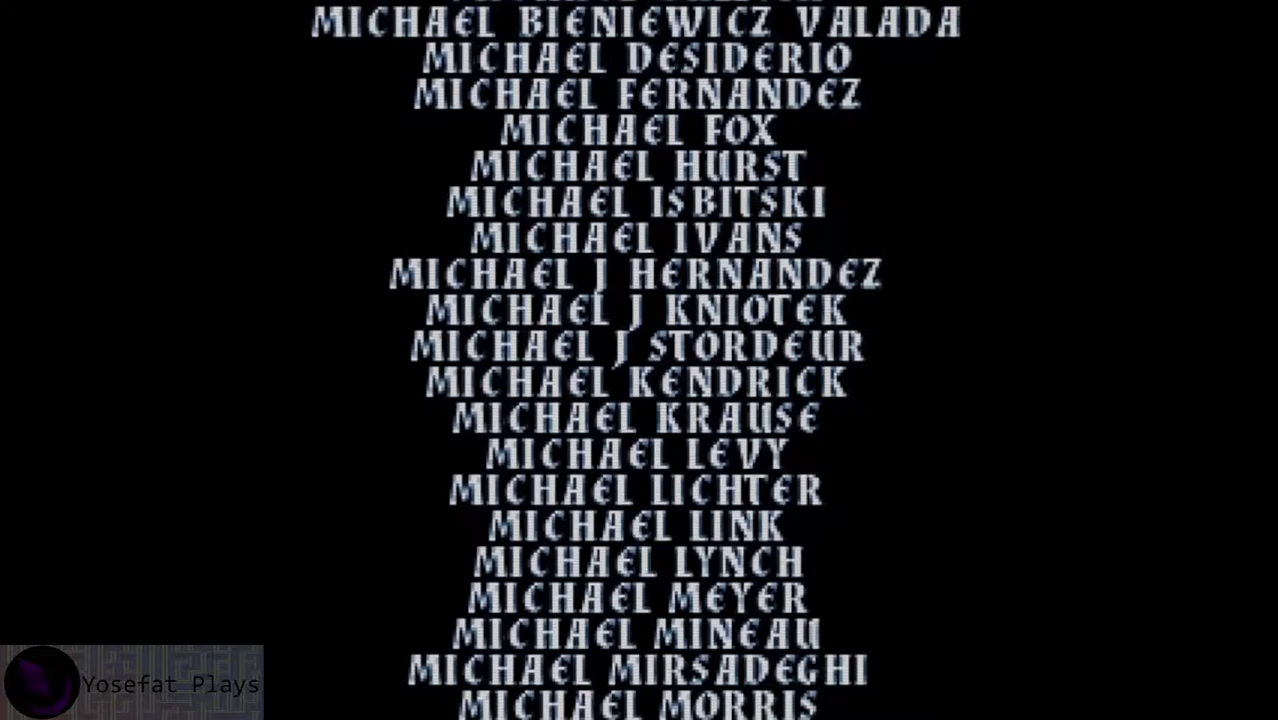 MICHAEL BIENIEWICZ VALADA
MICHAEL DESIDERIO
MICHAEL FERNANDEZ
MICHAEL FOX
MICHAEL HURST
MICHAEL ISBITSKI
MICHAEL IVANS
MICHAEL J HERNANDEZ
MICHAEL J KNIOTEK
MICHAEL J STORDEUR
MICHAEL KENDRICK
MICHAEL KRAUSE
MICHAEL LEVY
MICHAEL LICHTER
MICHAEL LINK
MICHAEL LYNCH
MICHAEL MEYER
MICHAEL MINEAU
MICHAEL MIRSADEGHI
MICHAEL MORRIS
Yosefat Plays